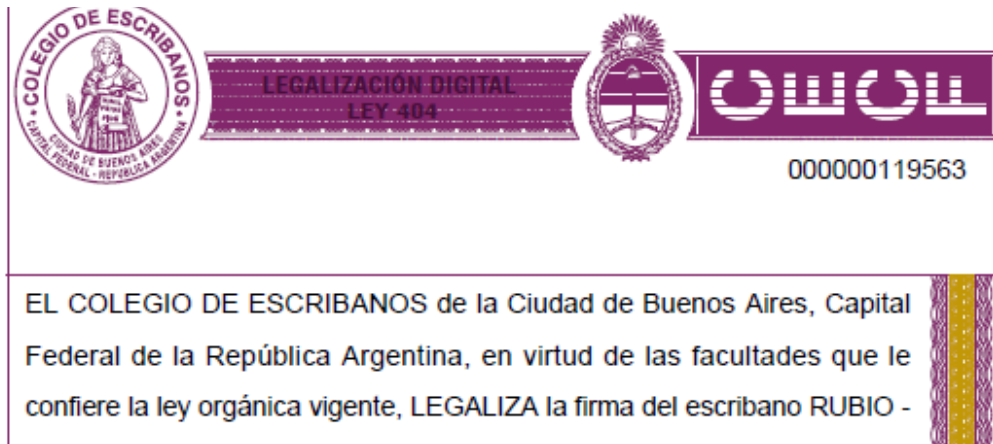 COLEGIO DE ESCRIBANOS
CIUDAD DE BUENOS AIRES
CAPITAL FEDERAL - REPUBLICA ARGENTINA
LEGALIZACIÓN DIGITAL
LEY 404
CECF
000000119563
EL COLEGIO DE ESCRIBANOS de la Ciudad de Buenos Aires, Capital
Federal de la República Argentina, en virtud de las facultades que le
confiere la ley orgánica vigente, LEGALIZA la firma del escribano RUBIO -